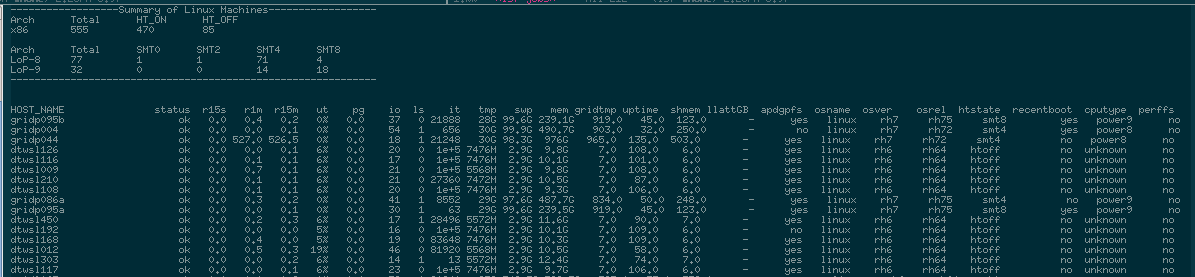 ------------------Summary of Linux Machines------------------
Arch Total HT_ON HT_OFF
x86 555 470 85
Arch Total SMT0 SMT2 SMT4 SMT8
LoP-8 77 1 1 71 4
LoP-9 32 0 0 14 18
-------------------------------------------------------------
HOST_NAME status r15s r1m r15m ut pg io ls it tmp swp mem gridtmp uptime shmem llattGB apdgpfs osname osver osrel htstate recentboot cputype perffs
gridp095b ok 0.0 0.4 0.2 0% 0.0 37 0 21888 28G 99.6G 239.1G 919.0 45.0 123.0 - yes linux rh7 rh75 smt8 yes power9 no
gridp004 ok 0.0 0.0 0.1 0% 0.0 54 1 656 30G 99.9G 490.7G 903.0 32.0 250.0 - no linux rh7 rh72 smt4 yes power8 no
gridp044 ok 0.0 527.0 526.5 0% 0.0 18 1 21248 30G 98.3G 976G 965.0 135.0 503.0 - yes linux rh7 rh72 smt4 no power8 no
dtwsl126 ok 0.0 0.0 0.1 6% 0.0 20 0 1e+5 7476M 2.9G 9.8G 7.0 108.0 6.0 - yes linux rh6 rh64 htoff no unknown no
dtwsl116 ok 0.0 0.1 0.1 6% 0.0 17 0 1e+5 7476M 2.9G 10.1G 7.0 101.0 6.0 - yes linux rh6 rh64 htoff no unknown no
dtwsl009 ok 0.0 0.7 0.1 6% 0.0 21 0 1e+5 5568M 2.9G 9.8G 7.0 108.0 6.0 - yes linux rh6 rh64 htoff no unknown no
dtwsl210 ok 0.0 0.1 0.1 6% 0.0 21 0 27360 7472M 2.9G 10.5G 7.0 87.0 6.0 - yes linux rh6 rh64 htoff no unknown no
dtwsl108 ok 0.0 0.1 0.1 6% 0.0 20 0 1e+5 7476M 2.9G 9.3G 7.0 108.0 6.0 - yes linux rh6 rh64 htoff no unknown no
gridp086a ok 0.0 0.3 0.2 0% 0.0 41 1 8552 29G 97.6G 487.7G 834.0 50.0 248.0 - yes linux rh7 rh75 smt4 no power9 no
gridp095a ok 0.0 0.0 0.0 0% 0.0 30 1 63 29G 99.6G 239.5G 919.0 45.0 123.0 - yes linux rh7 rh75 smt8 yes power9 no
dtwsl450 ok 0.0 0.2 0.3 6% 0.0 17 1 28496 5572M 2.9G 11.6G 7.0 90.0 7.0 - yes linux rh6 rh64 htoff yes unknown no
dtwsl192 ok 0.0 0.0 0.0 5% 0.0 16 0 1e+5 7476M 2.9G 10.1G 7.0 109.0 6.0 - no linux rh6 rh64 htoff no unknown no
dtwsl168 ok 0.0 0.4 0.0 5% 0.0 19 0 83648 7476M 2.9G 10.3G 7.0 109.0 6.0 - yes linux rh6 rh64 htoff no unknown no
dtwsl012 ok 0.0 0.5 0.3 19% 0.0 46 0 81920 5568M 2.9G 10.5G 7.0 58.0 6.0 - yes linux rh6 rh64 htoff no unknown no
dtwsl303 ok 0.0 0.0 0.2 6% 0.0 14 1 13 5572M 2.9G 12.4G 7.0 74.0 7.0 - yes linux rh6 rh64 htoff no unknown no
dtwsl117 ok 0.0 0.0 0.1 6% 0.0 23 0 1e+5 7476M 2.9G 9.7G 7.0 106.0 6.0 - yes linux rh6 rh64 htoff no unknown no